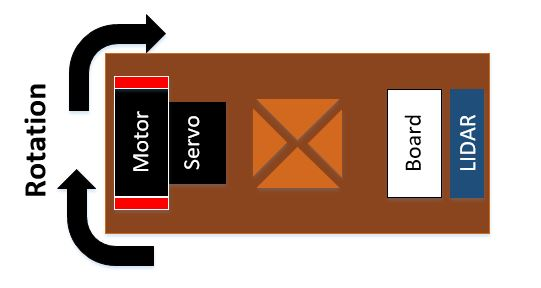 Rotation
Motor
Servo
Board
LIDAR